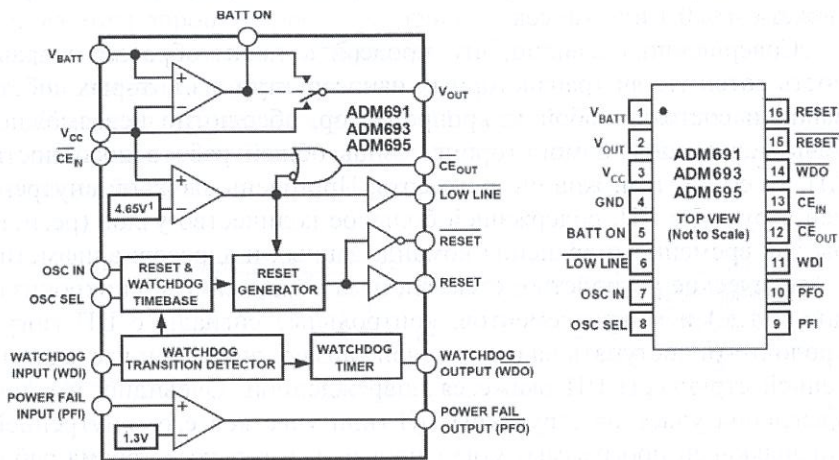 BATT ON
VBATT
VCC
CEIN
4.65V1
OSC IN
OSC SEL
RESET &
WATCHDOG
TIMEBASE
RESET
GENERATOR
WATCHDOG
INPUT (WDI)
WATCHDOG
TRANSITION DETECTOR
WATCHDOG
TIMER
POWER FAIL
INPUT (PFI)
1.3V
ADM691
ADM693
ADM695
VOUT
CEOUT
LOW LINE
RESET
RESET
WATCHDOG
OUTPUT (WDO)
POWER FAIL
OUTPUT (PFO)
VBATT 1
VOUT 2
VCC 3
GND 4
BATT ON 5
LOW LINE 6
OSC IN 7
OSC SEL 8
ADM691
ADM693
ADM695
TOP VIEW
(Not to Scale)
16 RESET
15 RESET
14 WDO
13 CEIN
12 CEOUT
11 WDI
10 PFO
9 PFI